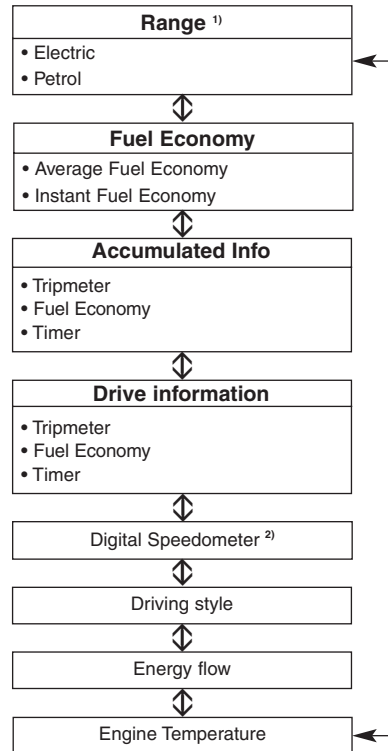 Range 1)
• Electric
• Petrol
Fuel Economy
• Average Fuel Economy
• Instant Fuel Economy
Accumulated Info
• Tripmeter
• Fuel Economy
• Timer
Drive information
• Tripmeter
• Fuel Economy
• Timer
Digital Speedometer 2)
Driving style
Energy flow
Engine Temperature